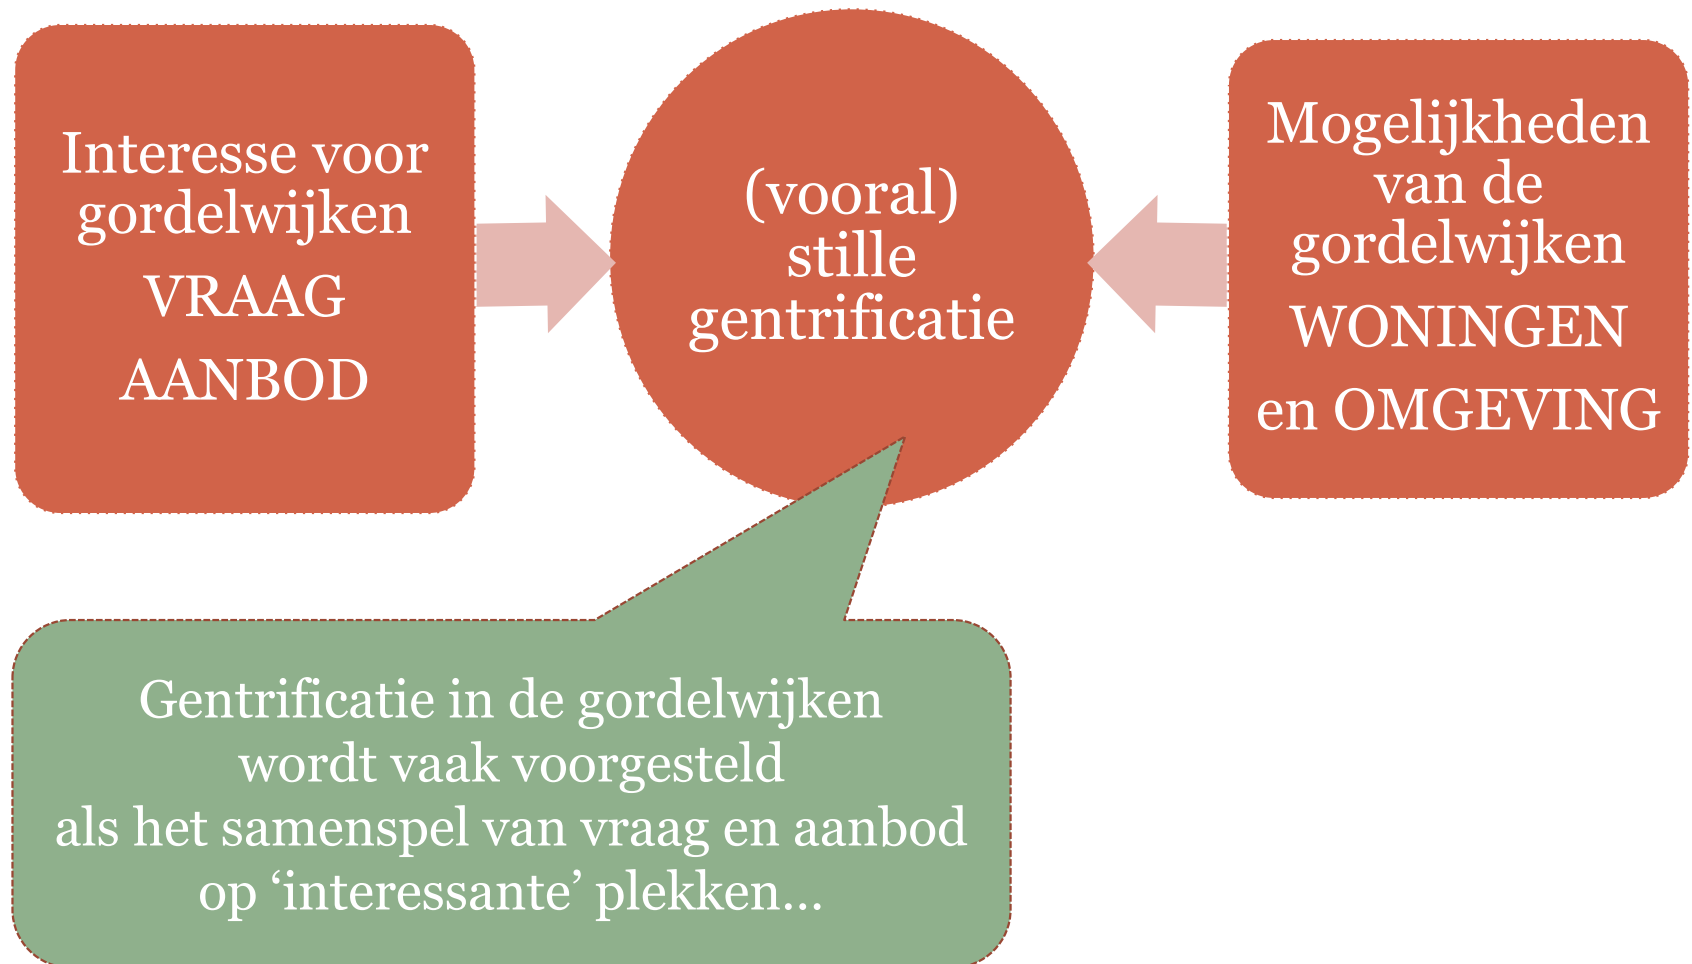 Interesse voor
gordelwijken
VRAAG
AANBOD
(vooral)
stille
gentrificatie
Mogelijkheden
van de
gordelwijken
WONINGEN
en OMGEVING
Gentrificatie in de gordelwijken
wordt vaak voorgesteld
als het samenspel van vraag en aanbod
op ‘interessante’ plekken...